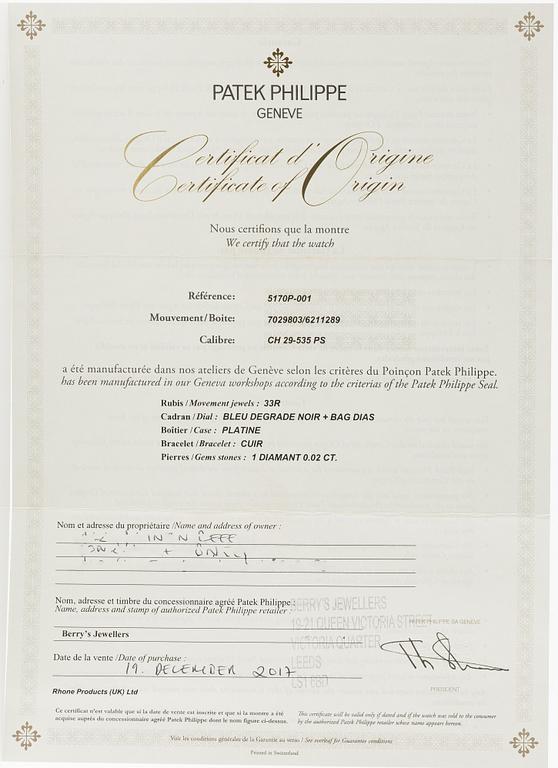 PATEK PHILIPPE
GENEVE
Certificat d'Origine
Certificate of Origin
Nous certifions que la montre
We certify that the watch
Référence: 5170P-001
Mouvement/Boite: 7029803/6211289
Calibre: CH 29-535 PS
a été manufacturée dans nos ateliers de Genève selon les critères du Poinçon Patek Philippe.
has been manufactured in our Geneva workshops according to the criterias of the Patek Philippe Seal.
Rubis / Movement jewels : 33R
Cadran / Dial : BLEU DEGRADE NOIR + BAG DIAS
Boîtier / Case : PLATINE
Bracelet / Bracelet : CUIR
Pierres / Gems stones : 1 DIAMANT 0.02 CT.
Nom et adresse du propriétaire /Name and address of owner :
Nom, adresse et timbre du concessionnaire agréé Patek Philippe
Name, address and stamp of authorized Patek Philippe retailer :
BERRY'S JEWELLERS
19-21 QUEEN VICTORIA STREET
VICTORIA QUARTER
LEEDS
LS1 6BD
PATEK PHILIPPE SA GENEVE
Berry's Jewellers
Date de la vente /Date of purchase :
19. DECEMBER 2017
PRESIDENT
Rhone Products (UK) Ltd
Ce certificat n'est valable que si la date de vente est inscrite et que si la montre a été
acquise auprès du concessionnaire agréé Patek Philippe dont le nom figure ci-dessus.
This certificate will be valid only if dated and if the watch was sold to the consumer
by the authorized Patek Philippe retailer whose name appears hereon.
Voir les conditions générales de la Garantie au verso / See overleaf for Guarantee conditions
Printed in Switzerland